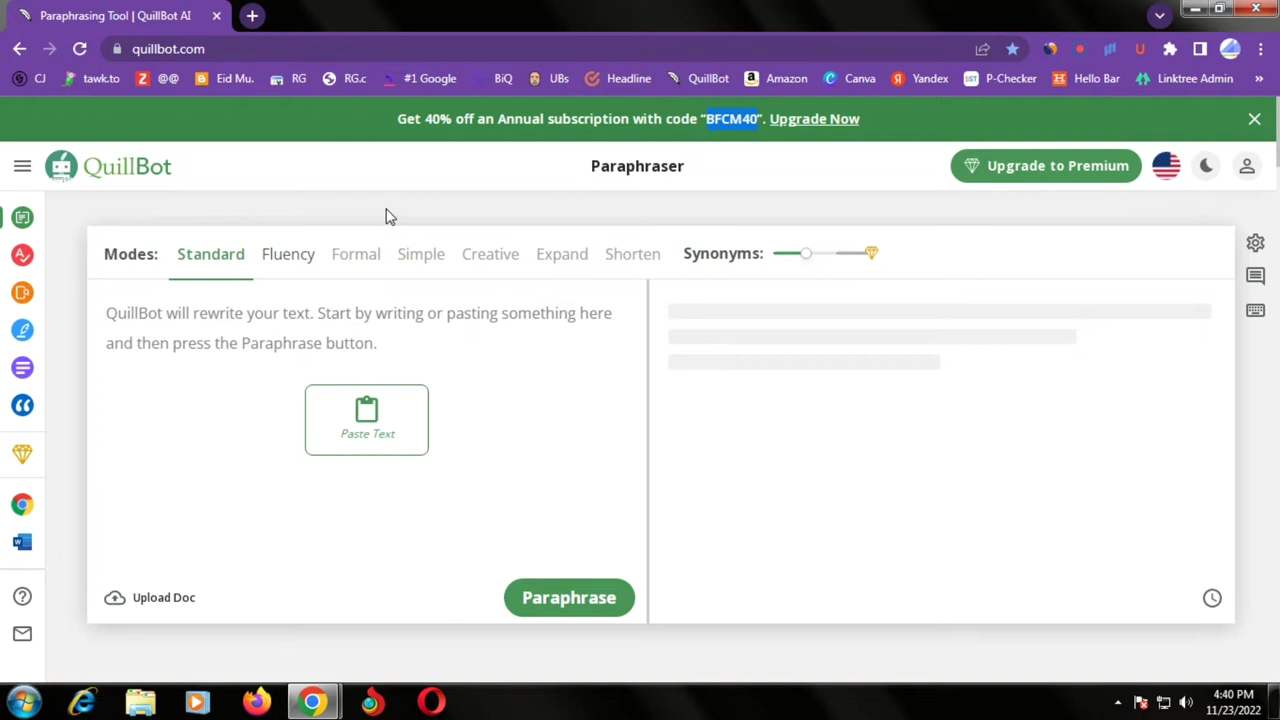 Paraphrasing Tool | QuillBot AI
quillbot.com
CJ tawk.to @@ Eid Mu. RG RG.c #1 Google BiQ UBs Headline QuillBot Amazon Canva Yandex P-Checker Hello Bar Linktree Admin »
Get 40% off an Annual subscription with code “BFCM40”. Upgrade Now
QuillBot
Paraphraser
Upgrade to Premium
Modes: Standard Fluency Formal Simple Creative Expand Shorten Synonyms:
QuillBot will rewrite your text. Start by writing or pasting something here
and then press the Paraphrase button.
Paste Text
Upload Doc
Paraphrase
4:40 PM
11/23/2022